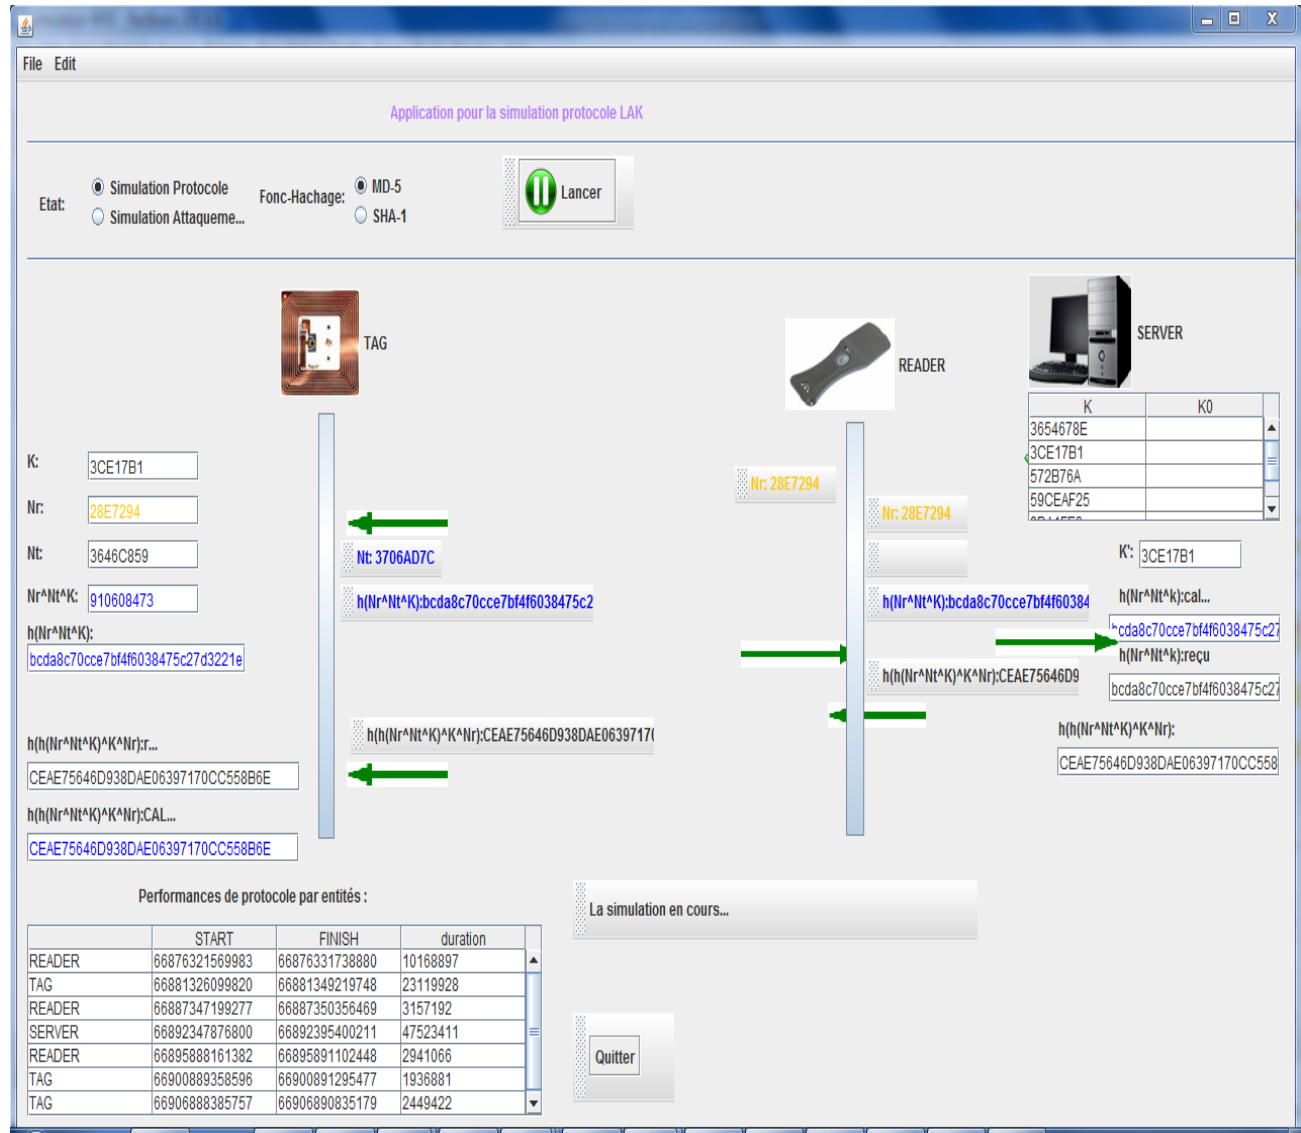 File Edit
Application pour la simulation protocole LAK
Etat:
Simulation Protocole
Simulation Attaqueme...
Fonc-Hachage:
MD-5
SHA-1
Lancer
TAG
READER
SERVER
K K0
3654678E
3CE17B1
572B76A
59CEAF25
K: 3CE17B1
Nr: 28E7294
Nt: 3646C859
Nr^Nt^K: 910608473
h(Nr^Nt^K):
bcda8c70cce7bf4f6038475c27d3221e
h(h(Nr^Nt^K)^K^Nr):r...
CEAE75646D938DAE06397170CC558B6E
h(h(Nr^Nt^K)^K^Nr):CAL...
CEAE75646D938DAE06397170CC558B6E
Nt: 3706AD7C
h(Nr^Nt^K):bcda8c70cce7bf4f6038475c2
h(h(Nr^Nt^K)^K^Nr):CEAE75646D938DAE06397170
Nr: 28E7294
Nr: 28E7294
h(Nr^Nt^K):bcda8c70cce7bf4f60384
h(h(Nr^Nt^K)^K^Nr):CEAE75646D9
K': 3CE17B1
h(Nr^Nt^k):cal...
bcda8c70cce7bf4f6038475c27
h(Nr^Nt^k):reçu
bcda8c70cce7bf4f6038475c27
h(h(Nr^Nt^K)^K^Nr):
CEAE75646D938DAE06397170CC558
Performances de protocole par entités :
START FINISH duration
READER 66876321569983 66876331738880 10168897
TAG 66881326099820 66881349219748 23119928
READER 66887347199277 66887350356469 3157192
SERVER 66892347876800 66892395400211 47523411
READER 66895888161382 66895891102448 2941066
TAG 66900889358596 66900891295477 1936881
TAG 66906888385757 66906890835179 2449422
La simulation en cours...
Quitter